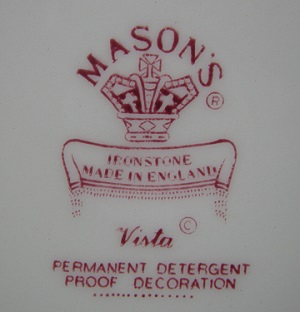 MASON'S
®
IRONSTONE
MADE IN ENGLAND
Vista ©
PERMANENT DETERGENT
PROOF DECORATION